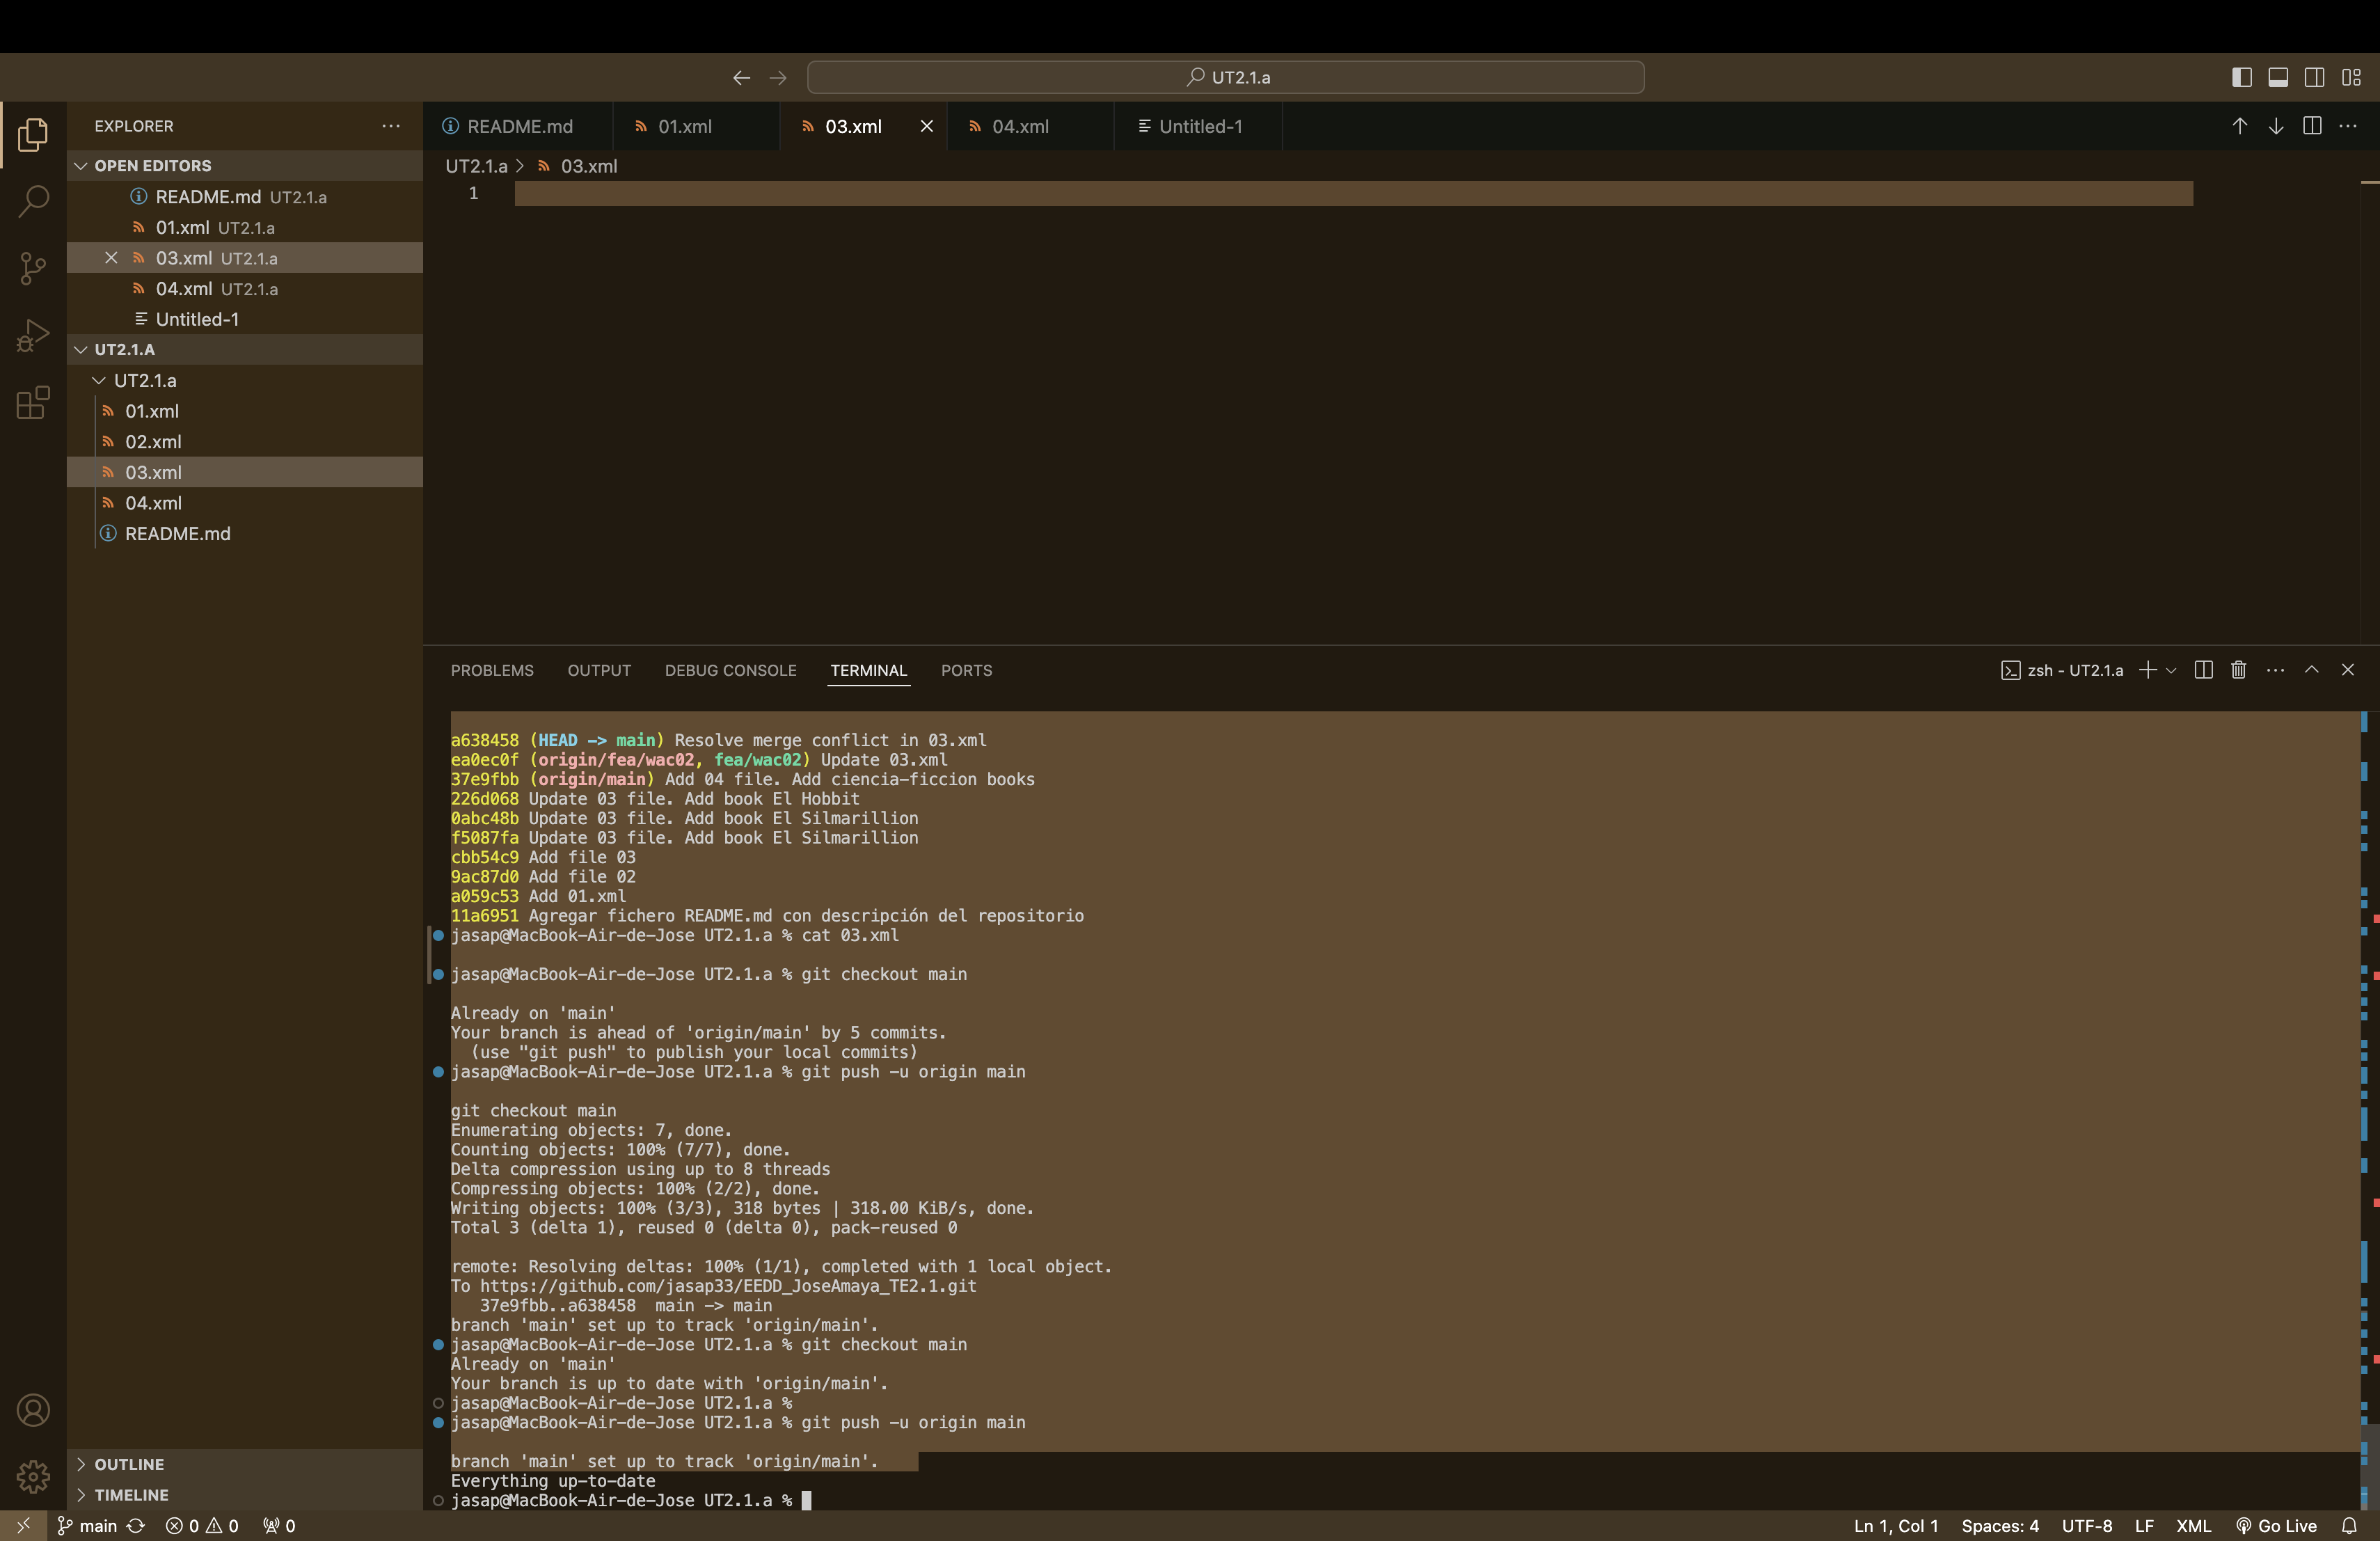 UT2.1.a
EXPLORER
OPEN EDITORS
README.md UT2.1.a
01.xml UT2.1.a
03.xml UT2.1.a
04.xml UT2.1.a
Untitled-1
UT2.1.A
UT2.1.a
01.xml
02.xml
03.xml
04.xml
README.md
OUTLINE
TIMELINE
README.md 01.xml 03.xml 04.xml Untitled-1
UT2.1.a > 03.xml
1
PROBLEMS OUTPUT DEBUG CONSOLE TERMINAL PORTS
zsh - UT2.1.a
a638458 (HEAD -> main) Resolve merge conflict in 03.xml
ea0ec0f (origin/fea/wac02, fea/wac02) Update 03.xml
37e9fbb (origin/main) Add 04 file. Add ciencia-ficcion books
226d068 Update 03 file. Add book El Hobbit
0abc48b Update 03 file. Add book El Silmarillion
f5087fa Update 03 file. Add book El Silmarillion
cbb54c9 Add file 03
9ac87d0 Add file 02
a059c53 Add 01.xml
11a6951 Agregar fichero README.md con descripción del repositorio
jasap@MacBook-Air-de-Jose UT2.1.a % cat 03.xml
jasap@MacBook-Air-de-Jose UT2.1.a % git checkout main
Already on 'main'
Your branch is ahead of 'origin/main' by 5 commits.
(use "git push" to publish your local commits)
jasap@MacBook-Air-de-Jose UT2.1.a % git push -u origin main
git checkout main
Enumerating objects: 7, done.
Counting objects: 100% (7/7), done.
Delta compression using up to 8 threads
Compressing objects: 100% (2/2), done.
Writing objects: 100% (3/3), 318 bytes | 318.00 KiB/s, done.
Total 3 (delta 1), reused 0 (delta 0), pack-reused 0
remote: Resolving deltas: 100% (1/1), completed with 1 local object.
To https://github.com/jasap33/EEDD_JoseAmaya_TE2.1.git
37e9fbb..a638458 main -> main
branch 'main' set up to track 'origin/main'.
jasap@MacBook-Air-de-Jose UT2.1.a % git checkout main
Already on 'main'
Your branch is up to date with 'origin/main'.
jasap@MacBook-Air-de-Jose UT2.1.a %
jasap@MacBook-Air-de-Jose UT2.1.a % git push -u origin main
branch 'main' set up to track 'origin/main'.
Everything up-to-date
jasap@MacBook-Air-de-Jose UT2.1.a %
main 0 0 0 Ln 1, Col 1 Spaces: 4 UTF-8 LF XML Go Live